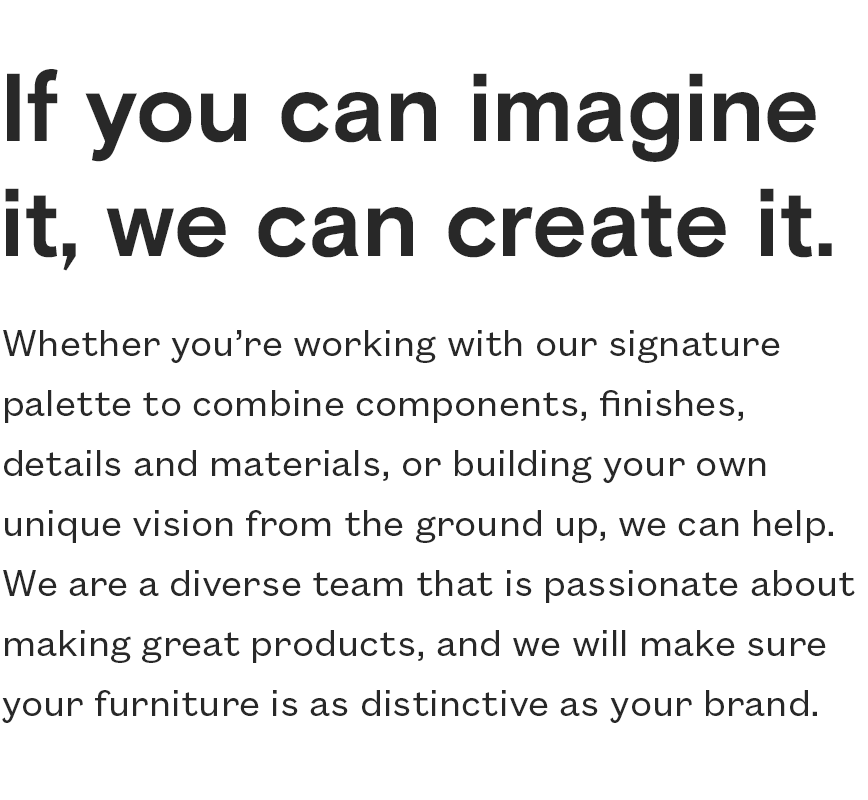 If you can imagine
it, we can create it.
Whether you’re working with our signature
palette to combine components, finishes,
details and materials, or building your own
unique vision from the ground up, we can help.
We are a diverse team that is passionate about
making great products, and we will make sure
your furniture is as distinctive as your brand.